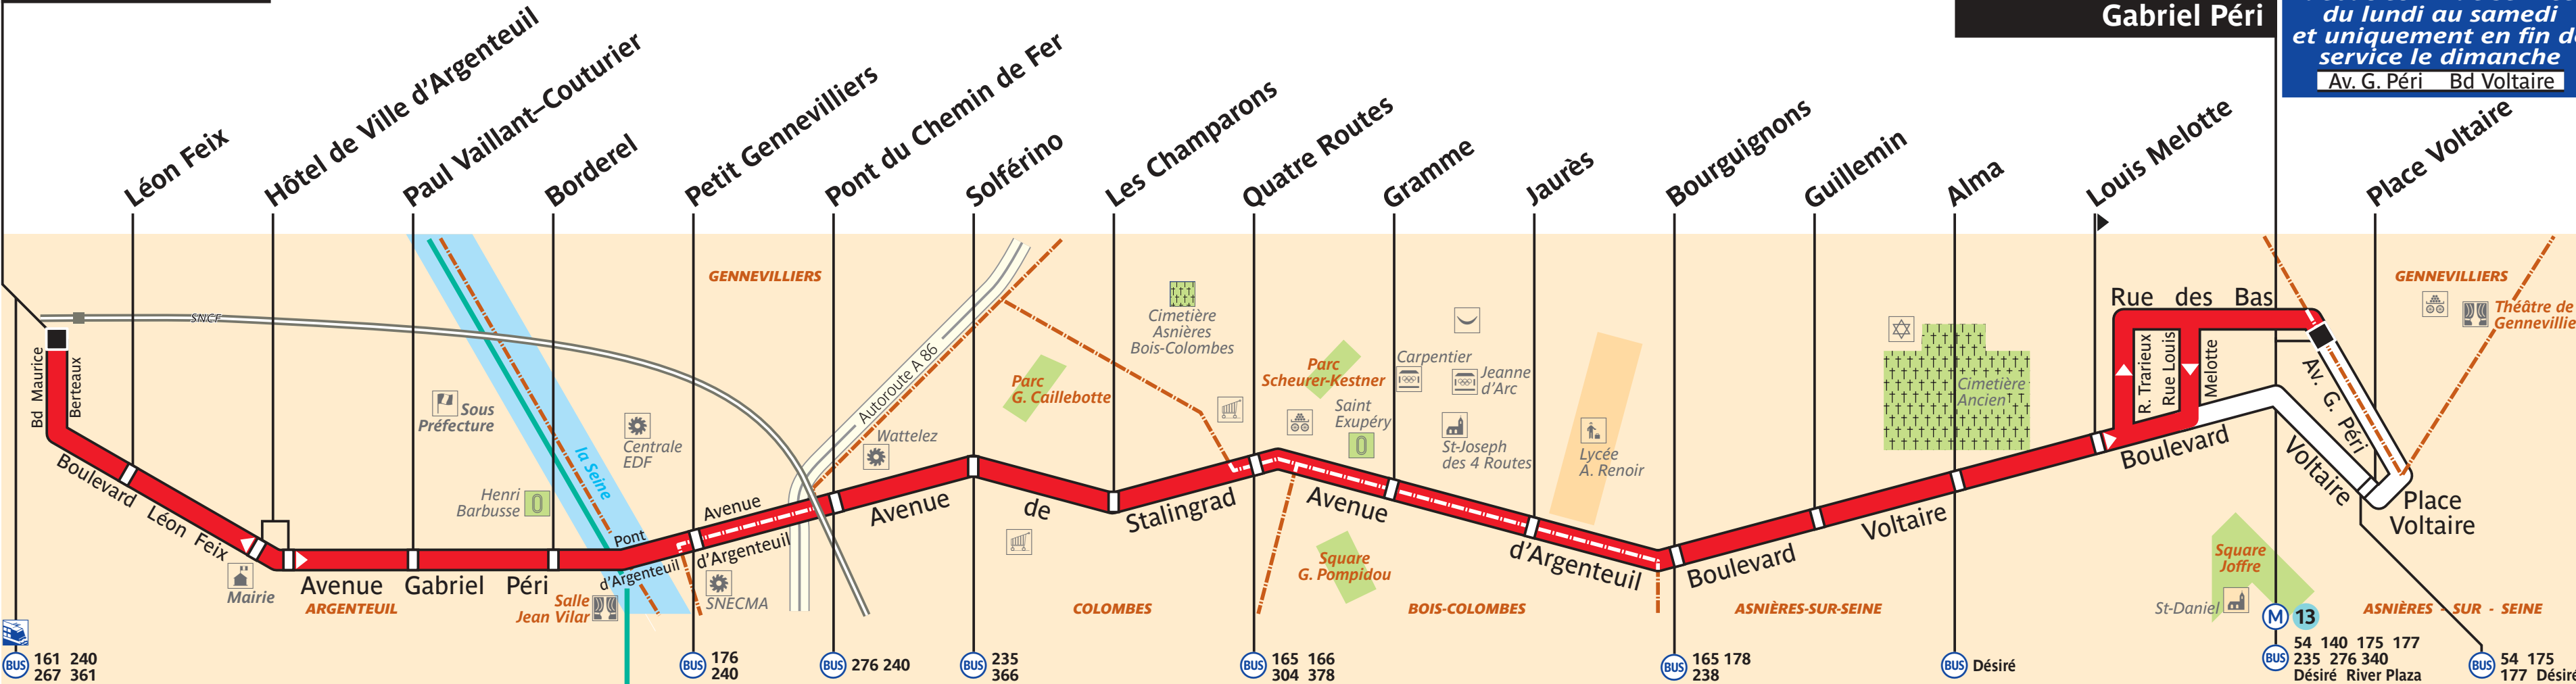 Gabriel Péri
du lundi au samedi
et uniquement en fin de
service le dimanche
Av. G. Péri Bd Voltaire
Léon Feix
Hôtel de Ville d'Argenteuil
Paul Vaillant–Couturier
Borderel
Petit Gennevilliers
Pont du Chemin de Fer
Solférino
Les Champarons
Quatre Routes
Gramme
Jaurès
Bourguignons
Guillemin
Alma
Louis Melotte
Place Voltaire
SNCF
Bd Maurice
Berteaux
Boulevard Léon Feix
Mairie
Avenue Gabriel Péri
ARGENTEUIL
Sous
Préfecture
Henri
Barbusse
Salle
Jean Vilar
la Seine
Pont
d'Argenteuil
Centrale
EDF
GENNEVILLIERS
Avenue
d'Argenteuil
SNECMA
Autoroute A 86
Wattelez
Avenue de Stalingrad
Parc
G. Caillebotte
COLOMBES
Cimetière
Asnières
Bois-Colombes
Parc
Scheurer-Kestner
Saint
Exupéry
Carpentier
Jeanne
d'Arc
St-Joseph
des 4 Routes
Square
G. Pompidou
Avenue
d'Argenteuil
BOIS-COLOMBES
Lycée
A. Renoir
Boulevard Voltaire
ASNIÈRES-SUR-SEINE
Cimetière
Ancien
Rue des Bas
R. Trarieux
Rue Louis
Melotte
Boulevard
Voltaire
Av. G. Péri
Place
Voltaire
GENNEVILLIERS
Théâtre de
Gennevillie
Square
Joffre
St-Daniel
ASNIÈRES - SUR - SEINE
BUS 161 240
267 361
BUS 176
240
BUS 276 240
BUS 235
366
BUS 165 166
304 378
BUS 165 178
238
BUS Désiré
M 13
BUS 54 140 175 177
235 276 340
Désiré River Plaza
BUS 54 175
177 Désiré